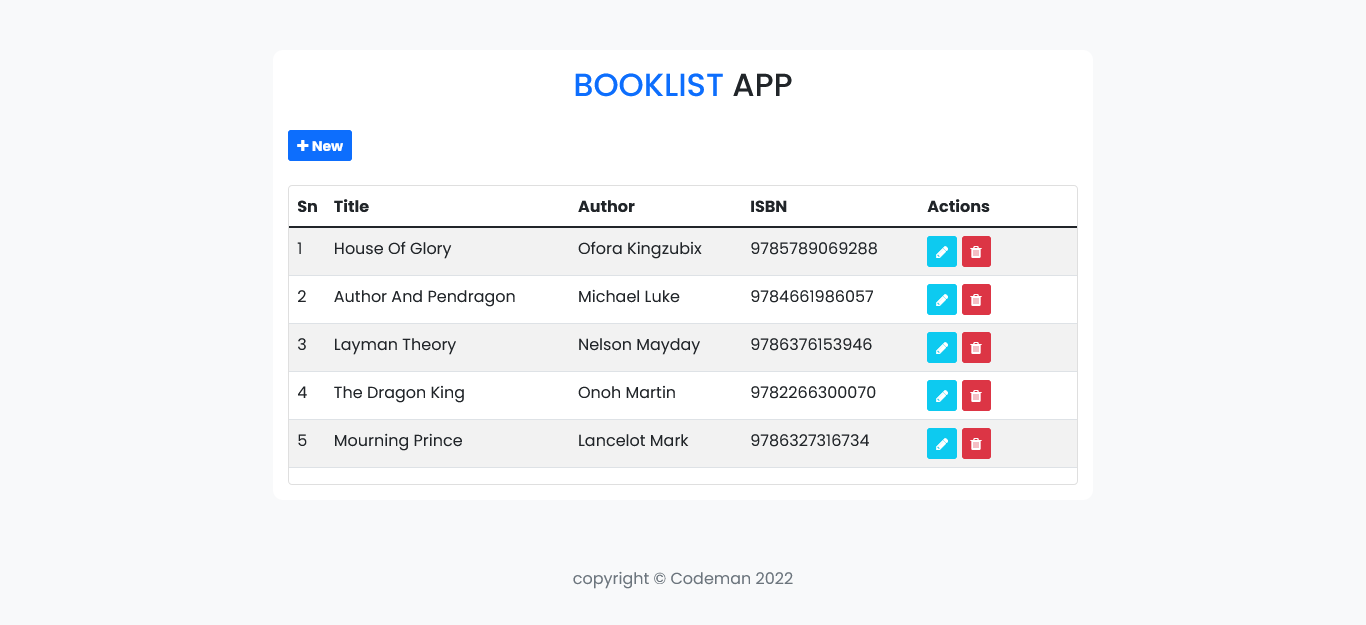 BOOKLIST APP
New
Sn Title Author ISBN Actions
1 House Of Glory Ofora Kingzubix 9785789069288
2 Author And Pendragon Michael Luke 9784661986057
3 Layman Theory Nelson Mayday 9786376153946
4 The Dragon King Onoh Martin 9782266300070
5 Mourning Prince Lancelot Mark 9786327316734
copyright © Codeman 2022